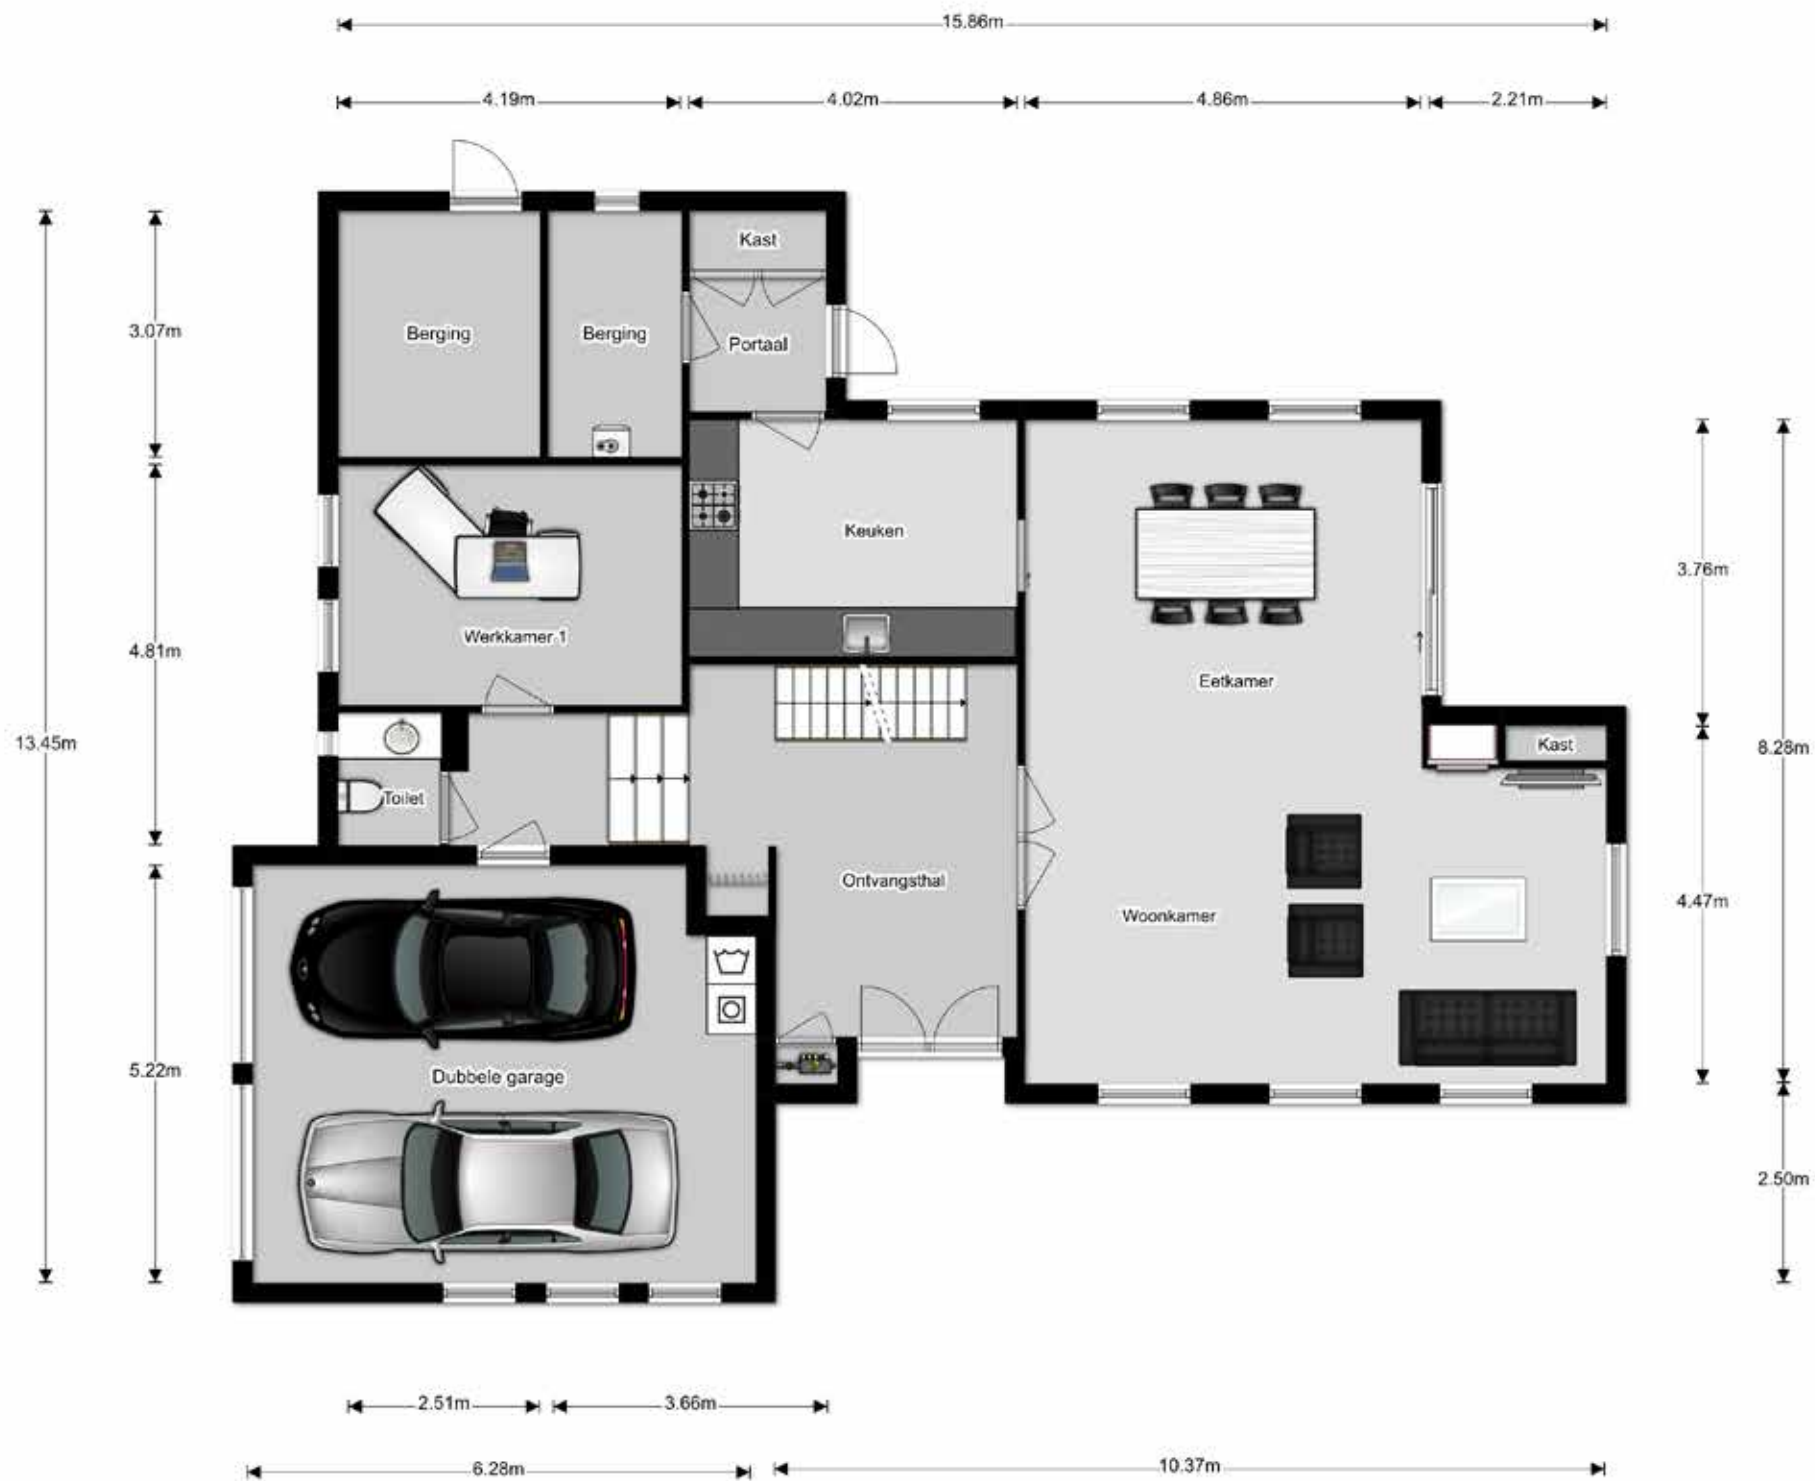 15.86m
4.19m
4.02m
4.86m
2.21m
Kast
3.07m
Berging
Berging
Portaal
Keuken
3.76m
Werkkamer 1
4.81m
Eetkamer
13.45m
Kast
8.28m
Toilet
Ontvangsthal
4.47m
Woonkamer
5.22m
Dubbele garage
2.50m
2.51m
3.66m
6.28m
10.37m